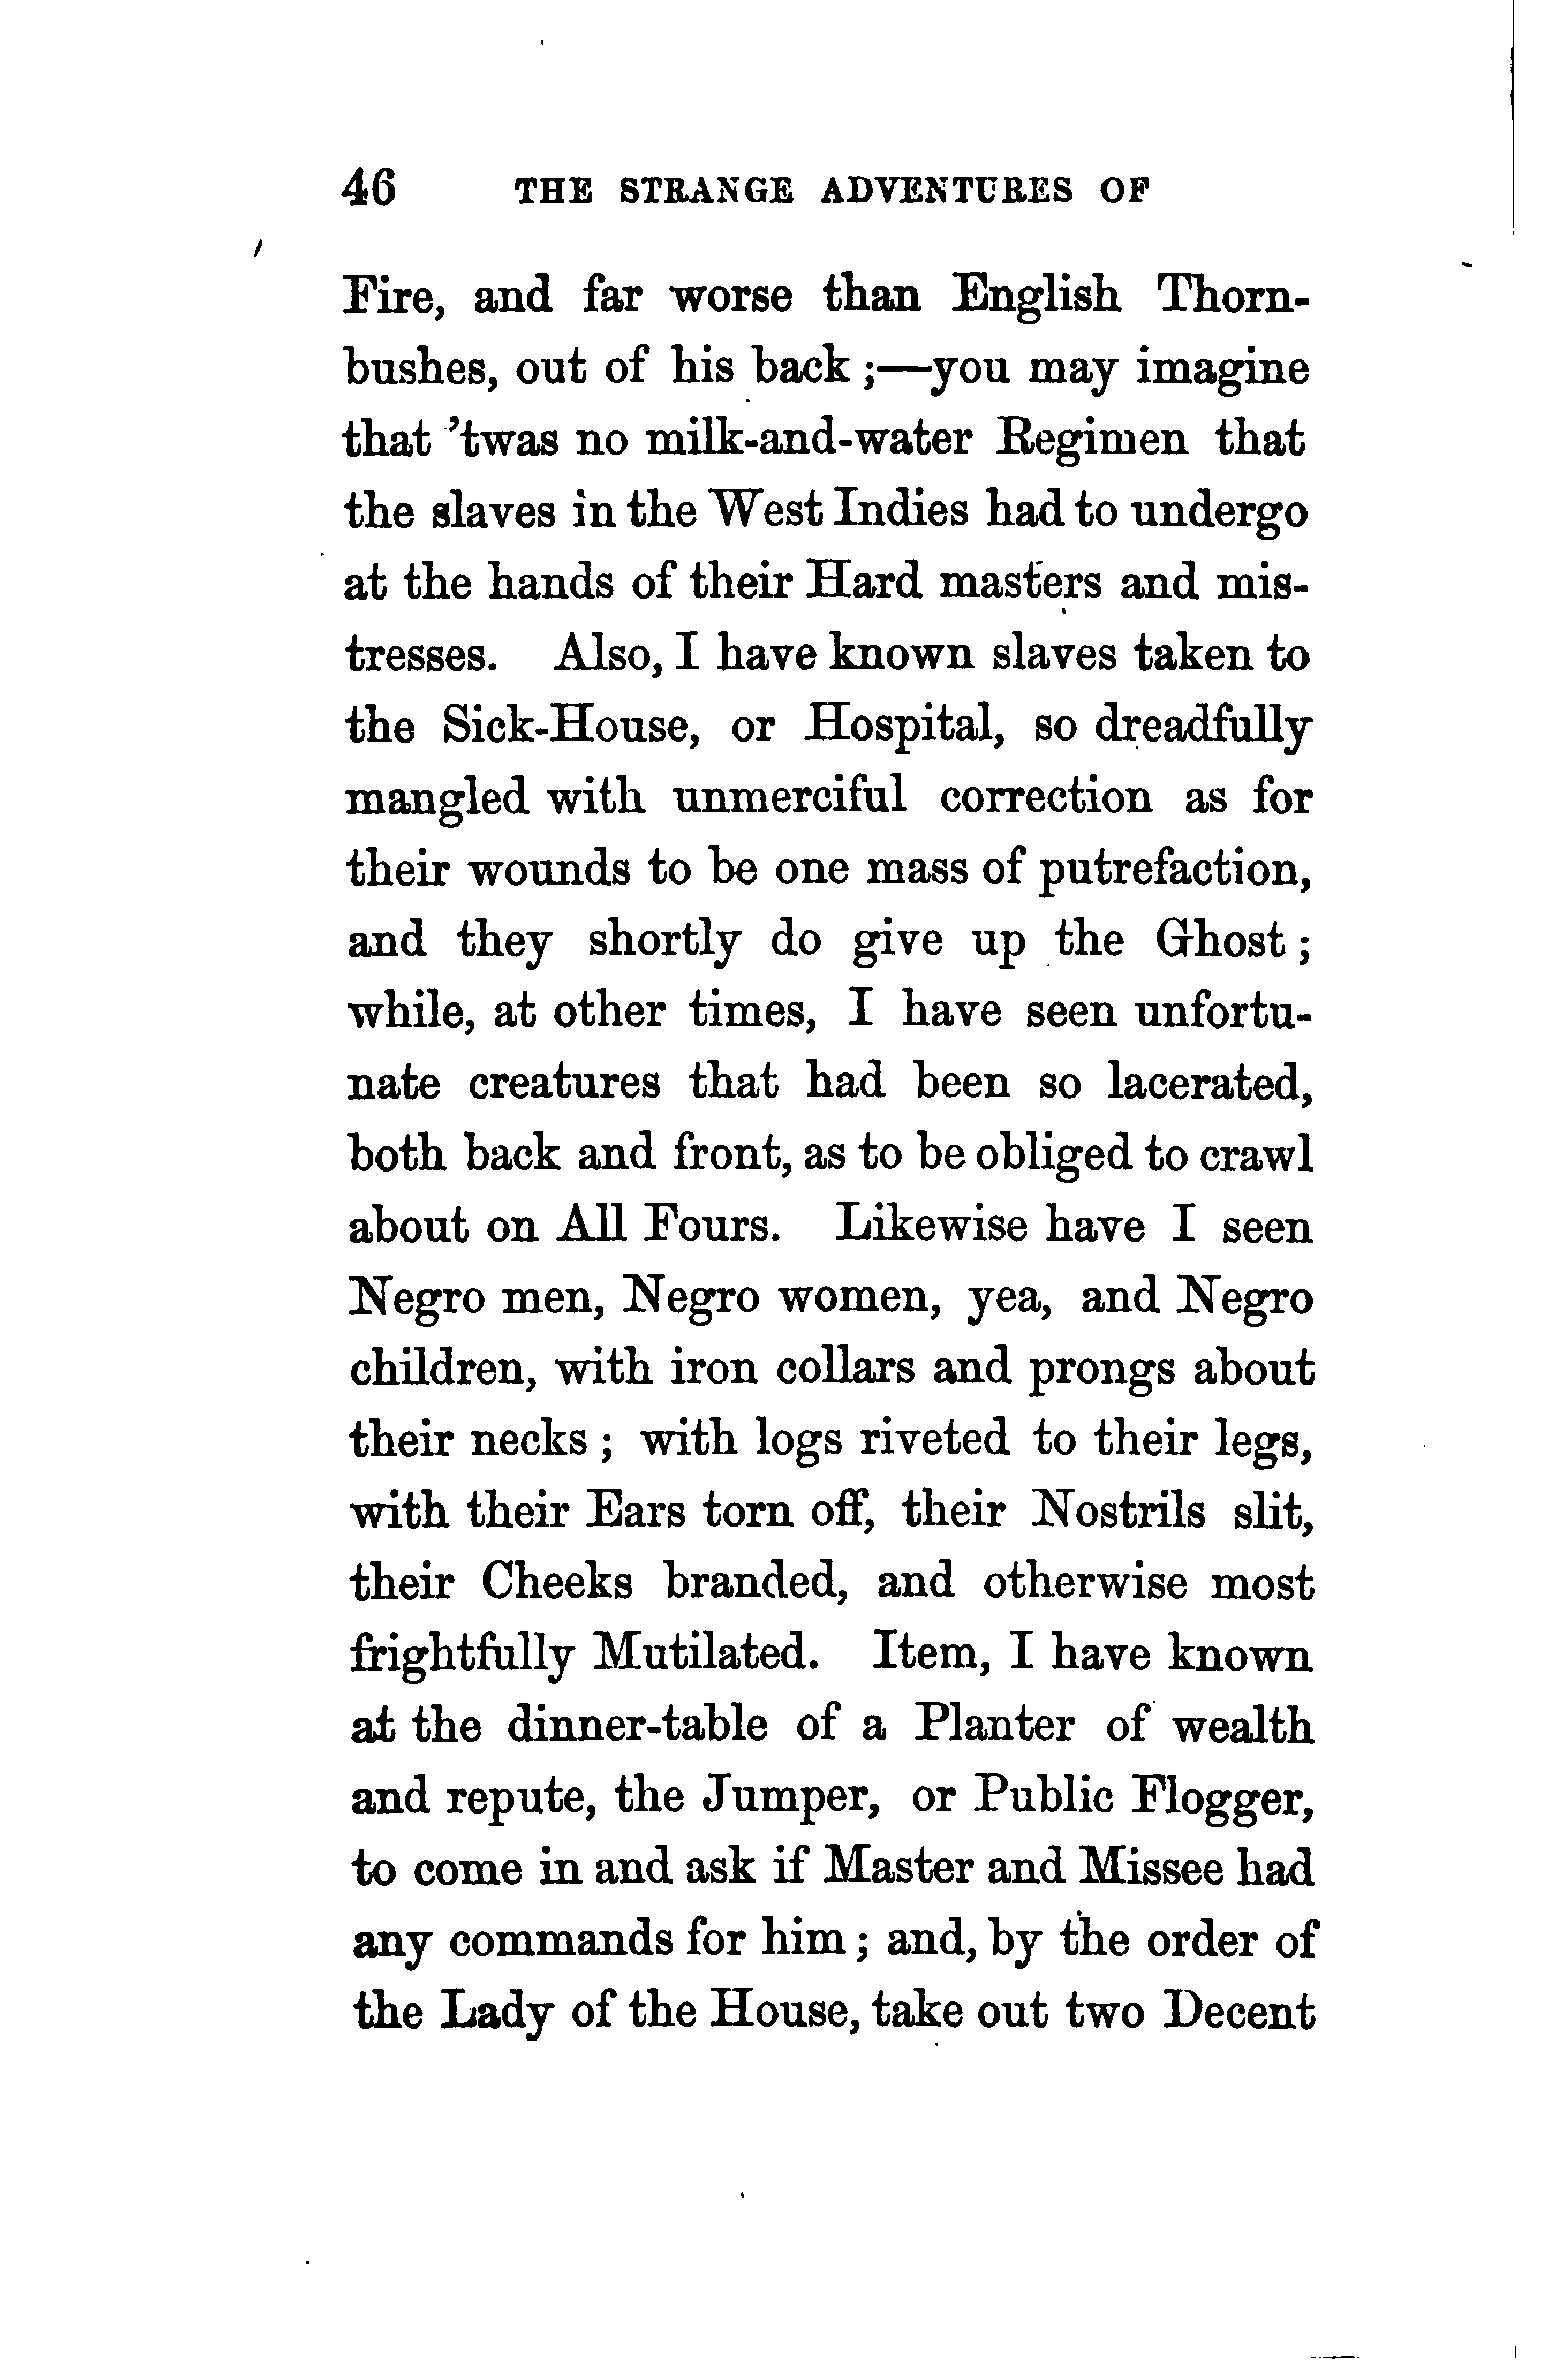 46 THE STRANGE ADVENTURES OF
Fire, and far worse than English Thorn-
bushes, out of his back ;—you may imagine
that 'twas no milk-and-water Regimen that
the slaves in the West Indies had to undergo
at the hands of their Hard masters and mis-
tresses. Also, I have known slaves taken to
the Sick-House, or Hospital, so dreadfully
mangled with unmerciful correction as for
their wounds to be one mass of putrefaction,
and they shortly do give up the Ghost ;
while, at other times, I have seen unfortu-
nate creatures that had been so lacerated,
both back and front, as to be obliged to crawl
about on All Fours. Likewise have I seen
Negro men, Negro women, yea, and Negro
children, with iron collars and prongs about
their necks ; with logs riveted to their legs,
with their Ears torn off, their Nostrils slit,
their Cheeks branded, and otherwise most
frightfully Mutilated. Item, I have known
at the dinner-table of a Planter of wealth
and repute, the Jumper, or Public Flogger,
to come in and ask if Master and Missee had
any commands for him ; and, by the order of
the Lady of the House, take out two Decent